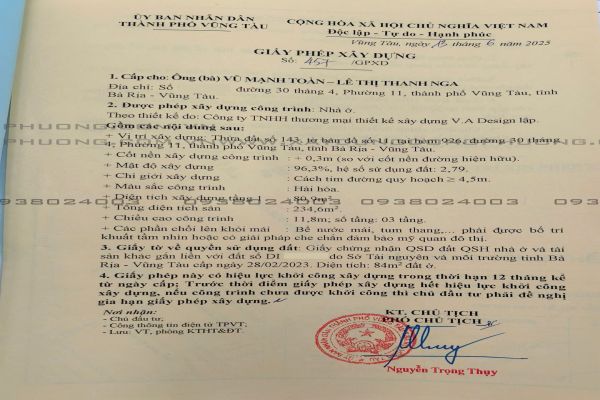 ỦY BAN NHÂN DÂN
THÀNH PHỐ VŨNG TÀU
CỘNG HÒA XÃ HỘI CHỦ NGHĨA VIỆT NAM
Độc lập - Tự do - Hạnh phúc
Vũng Tàu, ngày 13 tháng 6 năm 2023
GIẤY PHÉP XÂY DỰNG
Số: 457 /GPXD
1. Cấp cho: Ông (bà) VŨ MẠNH TOÀN – LÊ THỊ THANH NGA
Địa chỉ: Số đường 30 tháng 4, Phường 11, thành phố Vũng Tàu, tỉnh
Bà Rịa – Vũng Tàu.
2. Được phép xây dựng công trình: Nhà ở.
Theo thiết kế do: Công ty TNHH thương mại thiết kế xây dựng V.A Design lập.
Gồm các nội dung sau:
+ Vị trí xây dựng: Thửa đất số 143, tờ bản đồ số 11, tại hẻm 926, đường 30 tháng
4, Phường 11, thành phố Vũng Tàu, tỉnh Bà Rịa – Vũng Tàu.
+ Cốt nền xây dựng công trình : + 0,3m (so với cốt nền đường hiện hữu).
+ Mật độ xây dựng : 96,3%, hệ số sử dụng đất: 2,79.
+ Chỉ giới xây dựng : Cách tim đường quy hoạch ≥ 4,5m.
+ Màu sắc công trình : Hài hòa.
+ Diện tích xây dựng tầng 1 : 80,9m²
+ Tổng diện tích sàn : 234,6m²
+ Chiều cao công trình : 11,8m; số tầng: 03 tầng.
+ Các phần chồi lên khỏi mái : Bể nước mái, tum thang,... phải được bố trí
khuất tầm nhìn hoặc có giải pháp che chắn đảm bảo mỹ quan đô thị.
3. Giấy tờ về quyền sử dụng đất: Giấy chứng nhận QSD đất QSH nhà ở và tài
sản khác gắn liền với đất số DI do Sở Tài nguyên và môi trường tỉnh Bà
Rịa - Vũng Tàu cấp ngày 28/02/2023. Diện tích: 84m² đất ở.
4. Giấy phép này có hiệu lực khởi công xây dựng trong thời hạn 12 tháng kể
từ ngày cấp; Trước thời điểm giấy phép xây dựng hết hiệu lực khởi công
xây dựng, nếu công trình chưa được khởi công thì chủ đầu tư phải đề nghị
gia hạn giấy phép xây dựng.
Nơi nhận:
- Chủ đầu tư;
- Cổng thông tin điện tử TPVT;
- Lưu: VT, phòng KTHT&ĐT.
KT. CHỦ TỊCH
PHÓ CHỦ TỊCH
Nguyễn Trọng Thụy
0938024003
0938024003
0938024003